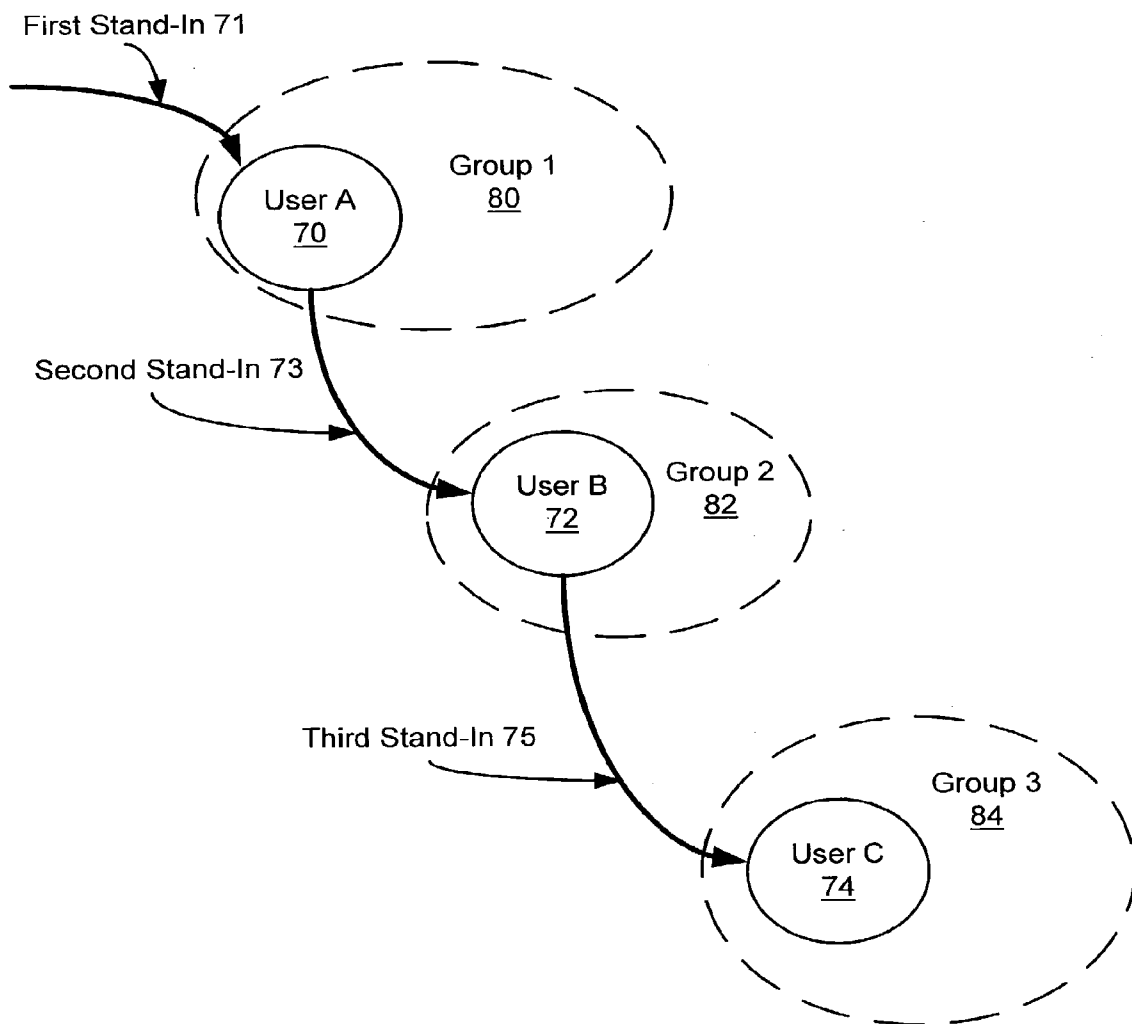 First Stand-In 71
Group 1
80
User A
70
Second Stand-In 73
Group 2
82
User B
72
Third Stand-In 75
Group 3
84
User C
74